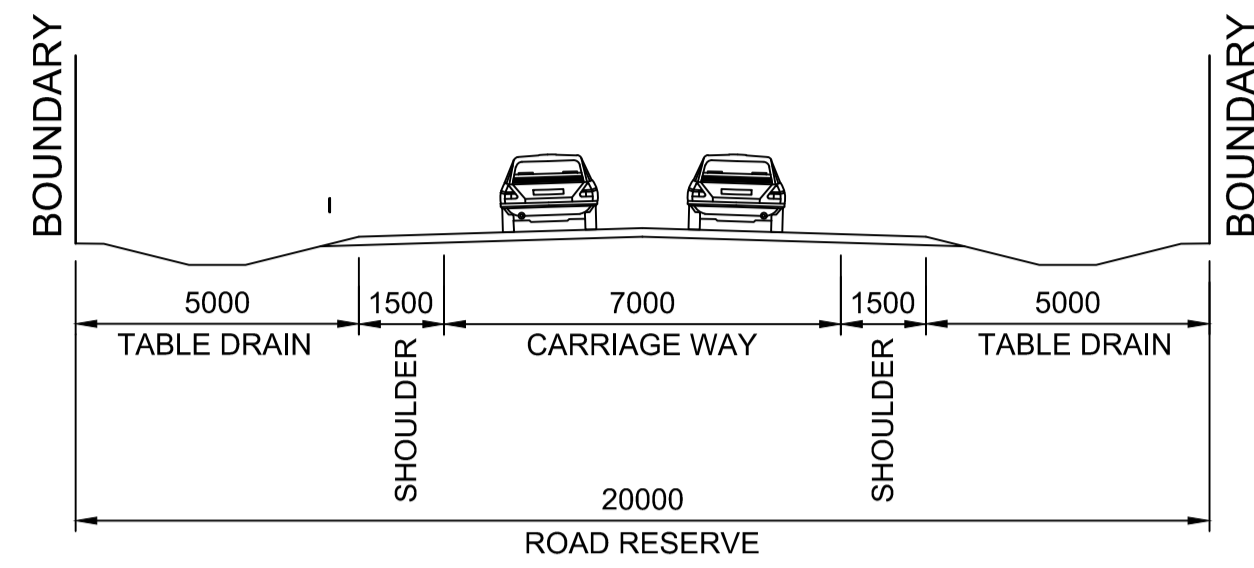 BOUNDARY
BOUNDARY
5000
1500
7000
1500
5000
TABLE DRAIN
CARRIAGE WAY
TABLE DRAIN
SHOULDER
SHOULDER
20000
ROAD RESERVE